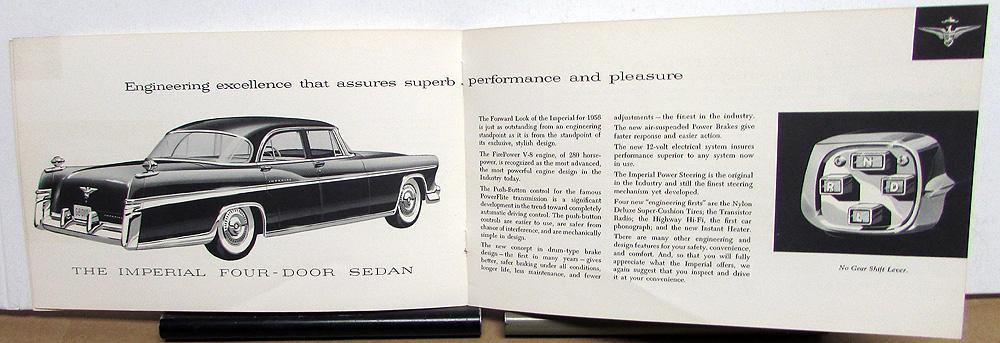 Engineering excellence that assures superb performance and pleasure
IMPERIAL
THE IMPERIAL FOUR-DOOR SEDAN
The Forward Look of the Imperial for 1956
is just as outstanding from an engineering
standpoint as it is from the standpoint of
its exclusive, stylish design.
The FirePower V-8 engine, of 280 horse-
power, is recognized as the most advanced,
the most powerful engine design in the
Industry today.
The Push-Button control for the famous
PowerFlite transmission is a significant
development in the trend toward completely
automatic driving control. The push-button
controls are easier to use, are safer from
chance of interference, and are mechanically
simple in design.
The new concept in drum-type brake
design—the first in many years—gives
better, safer braking under all conditions,
longer life, less maintenance, and fewer
adjustments—the finest in the industry.
The new air-suspended Power Brakes give
faster response and easier action.
The new 12-volt electrical system insures
performance superior to any system now
in use.
The Imperial Power Steering is the original
in the Industry and still the finest steering
mechanism yet developed.
Four new "engineering firsts" are the Nylon
Deluxe Super-Cushion Tires; the Transistor
Radio; the Highway Hi-Fi, the first car
phonograph; and the new Instant Heater.
There are many other engineering and
design features for your safety, convenience,
and comfort. And, so that you will fully
appreciate what the Imperial offers, we
again suggest that you inspect and drive
it at your convenience.
N
R D
L
No Gear Shift Lever.